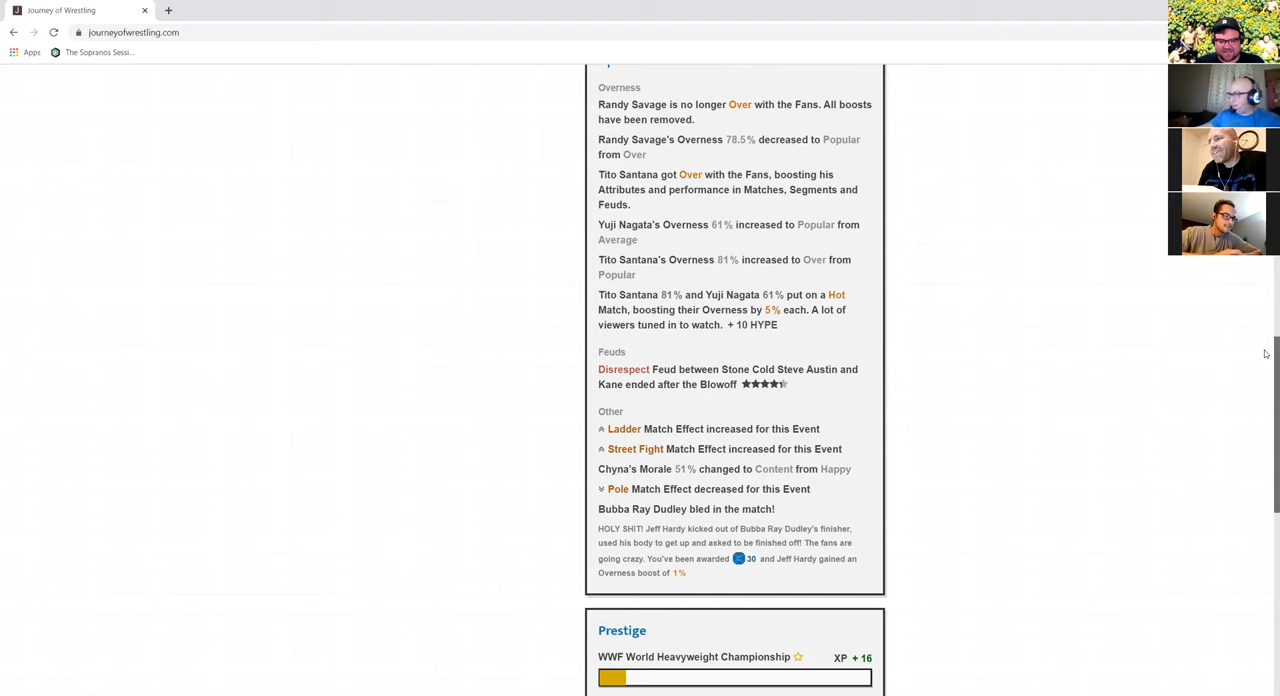 Journey of Wrestling
journeyofwrestling.com
Apps
The Sopranos Sessi...
Overness
Randy Savage is no longer Over with the Fans. All boosts
have been removed.
Randy Savage's Overness 78.5% decreased to Popular
from Over
Tito Santana got Over with the Fans, boosting his
Attributes and performance in Matches, Segments and
Feuds.
Yuji Nagata's Overness 61% increased to Popular from
Average
Tito Santana's Overness 81% increased to Over from
Popular
Tito Santana 81% and Yuji Nagata 61% put on a Hot
Match, boosting their Overness by 5% each. A lot of
viewers tuned in to watch. + 10 HYPE
Feuds
Disrespect Feud between Stone Cold Steve Austin and
Kane ended after the Blowoff
Other
Ladder Match Effect increased for this Event
Street Fight Match Effect increased for this Event
Chyna's Morale 51% changed to Content from Happy
Pole Match Effect decreased for this Event
Bubba Ray Dudley bled in the match!
HOLY SHIT! Jeff Hardy kicked out of Bubba Ray Dudley's finisher,
used his body to get up and asked to be finished off! The fans are
going crazy. You've been awarded 30 and Jeff Hardy gained an
Overness boost of 1%
Prestige
WWF World Heavyweight Championship XP + 16